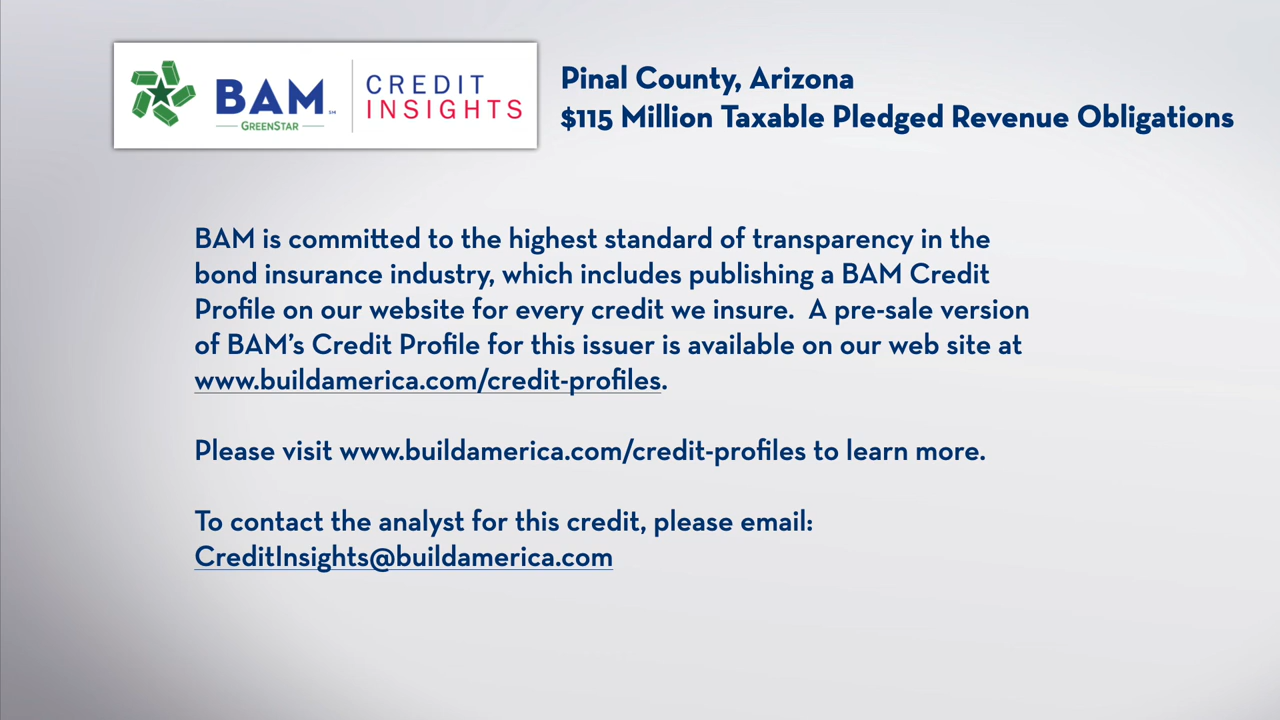 BAM
SM
GREENSTAR
CREDIT
INSIGHTS
Pinal County, Arizona
$115 Million Taxable Pledged Revenue Obligations
BAM is committed to the highest standard of transparency in the
bond insurance industry, which includes publishing a BAM Credit
Profile on our website for every credit we insure.  A pre-sale version
of BAM's Credit Profile for this issuer is available on our web site at
www.buildamerica.com/credit-profiles.
Please visit www.buildamerica.com/credit-profiles to learn more.
To contact the analyst for this credit, please email:
CreditInsights@buildamerica.com